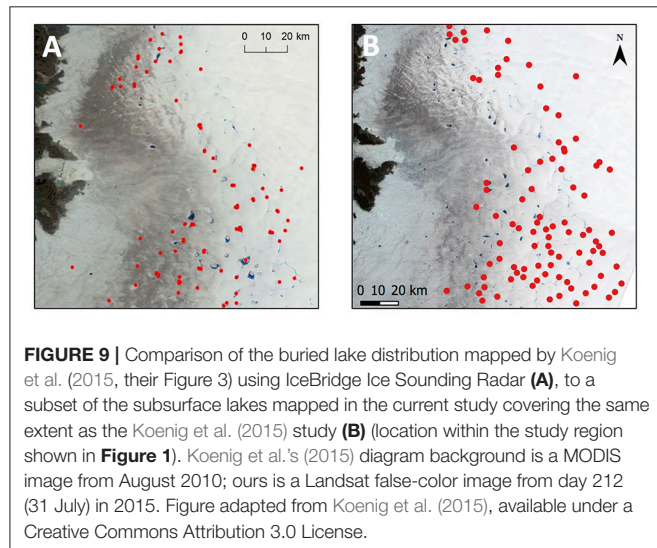 A
0 10 20 km
B
N
0 10 20 km
FIGURE 9 | Comparison of the buried lake distribution mapped by Koenig
et al. (2015, their Figure 3) using IceBridge Ice Sounding Radar (A), to a
subset of the subsurface lakes mapped in the current study covering the same
extent as the Koenig et al. (2015) study (B) (location within the study region
shown in Figure 1). Koenig et al.'s (2015) diagram background is a MODIS
image from August 2010; ours is a Landsat false-color image from day 212
(31 July) in 2015. Figure adapted from Koenig et al. (2015), available under a
Creative Commons Attribution 3.0 License.